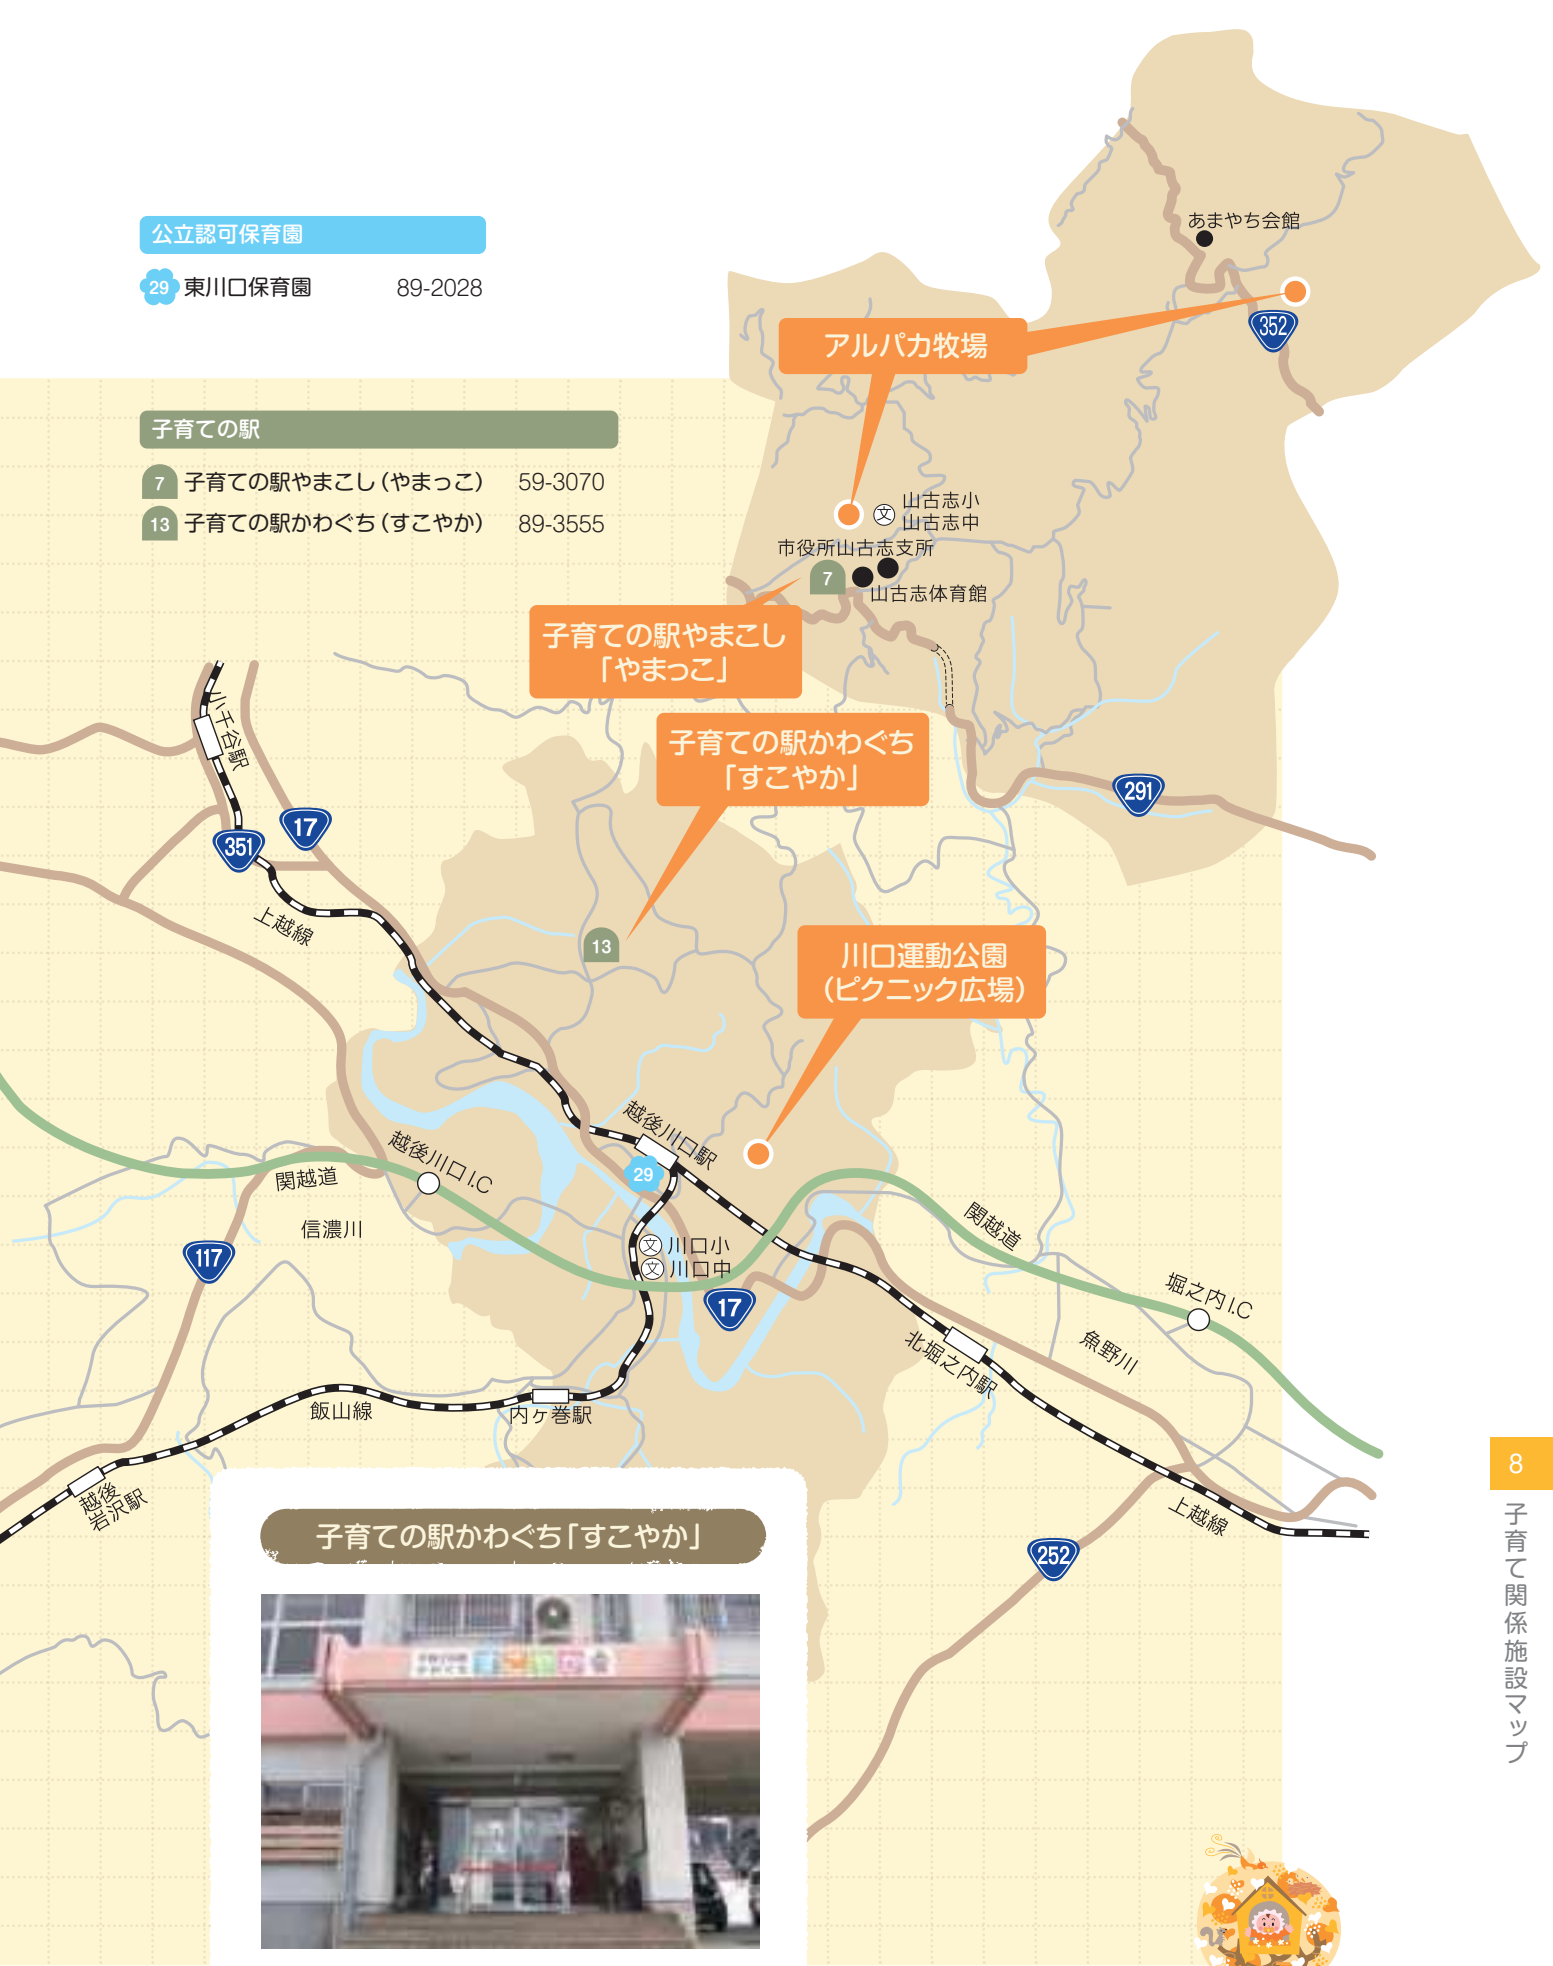 公立認可保育園
29 東川口保育園 89-2028
子育ての駅
7 子育ての駅やまこし（やまっこ） 59-3070
13 子育ての駅かわぐち（すこやか） 89-3555
あまやち会館
352
アルパカ牧場
山古志小
文
山古志中
市役所山古志支所
7
山古志体育館
子育ての駅やまこし
「やまっこ」
子育ての駅かわぐち
「すこやか」
小千谷駅
17
351
291
上越線
13
川口運動公園
（ピクニック広場）
越後川口駅
29
越後川口I.C
関越道
信濃川
117
文 川口小
文 川口中
17
関越道
堀之内I.C
魚野川
北堀之内駅
飯山線
内ヶ巻駅
越後
岩沢駅
上越線
252
子育ての駅かわぐち「すこやか」
8
子育て関係施設マップ